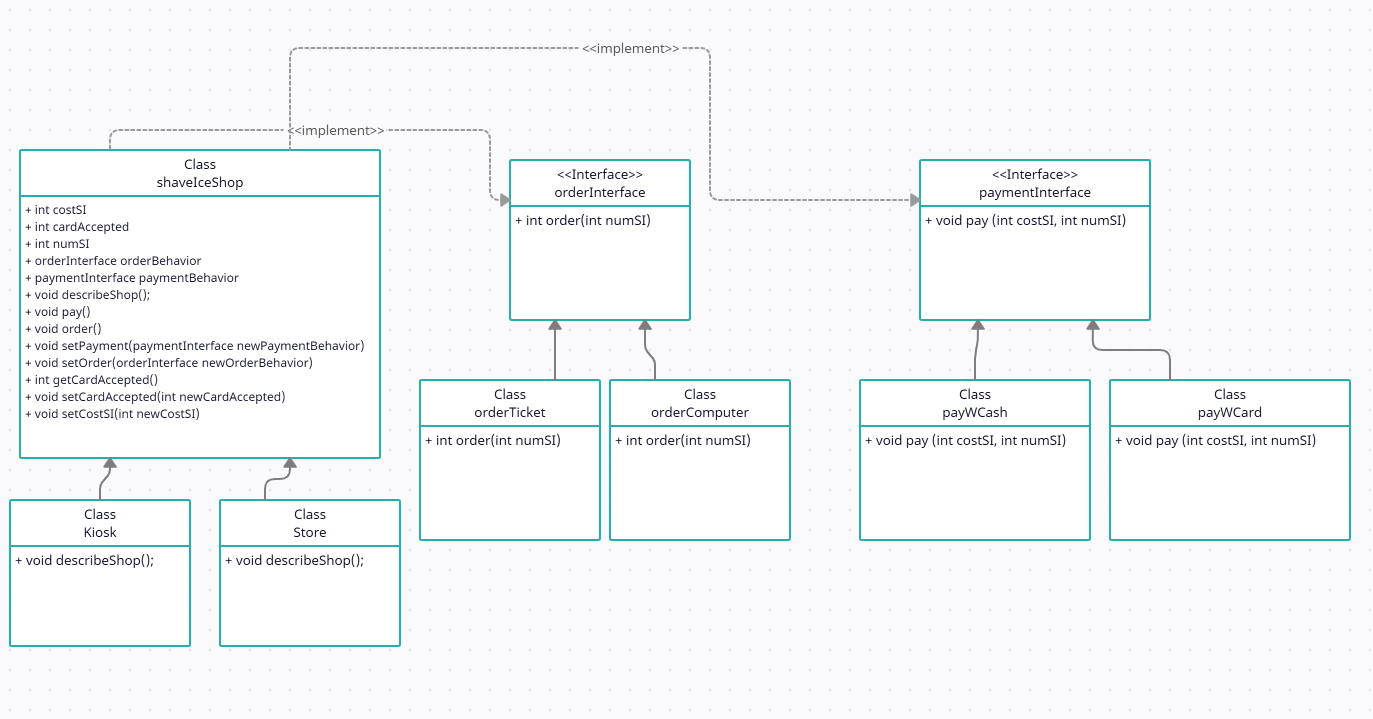 <<implement>>
<<implement>>
Class
shaveIceShop
+ int costSI
+ int cardAccepted
+ int numSI
+ orderInterface orderBehavior
+ paymentInterface paymentBehavior
+ void describeShop();
+ void pay()
+ void order()
+ void setPayment(paymentInterface newPaymentBehavior)
+ void setOrder(orderInterface newOrderBehavior)
+ int getCardAccepted()
+ void setCardAccepted(int newCardAccepted)
+ void setCostSI(int newCostSI)
<<Interface>>
orderInterface
+ int order(int numSI)
<<Interface>>
paymentInterface
+ void pay (int costSI, int numSI)
Class
orderTicket
+ int order(int numSI)
Class
orderComputer
+ int order(int numSI)
Class
payWCash
+ void pay (int costSI, int numSI)
Class
payWCard
+ void pay (int costSI, int numSI)
Class
Kiosk
+ void describeShop();
Class
Store
+ void describeShop();